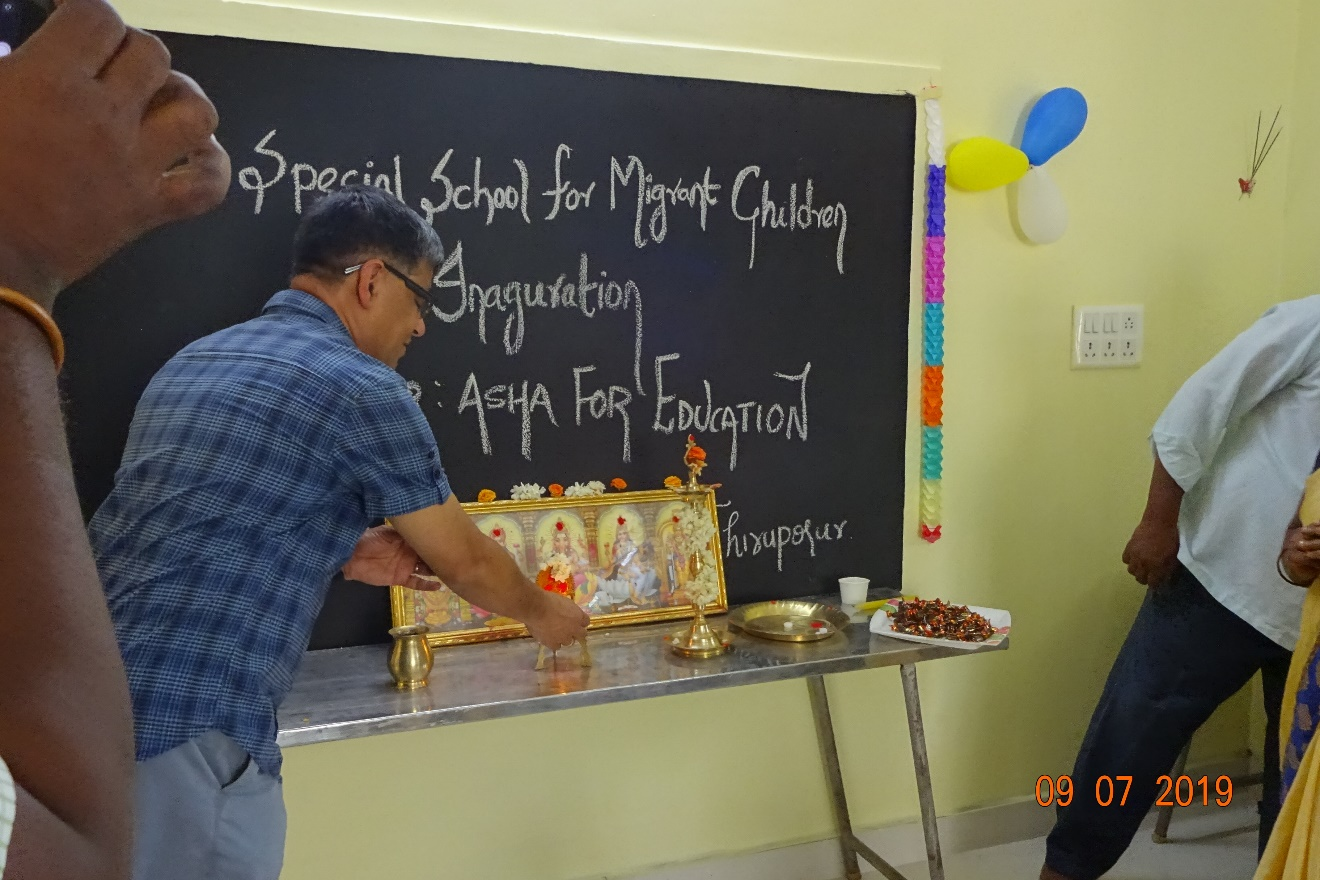 Special School for Migrant Children
Inaguration
: ASHA FOR EDUCATION
Thiruporur.
09 07 2019